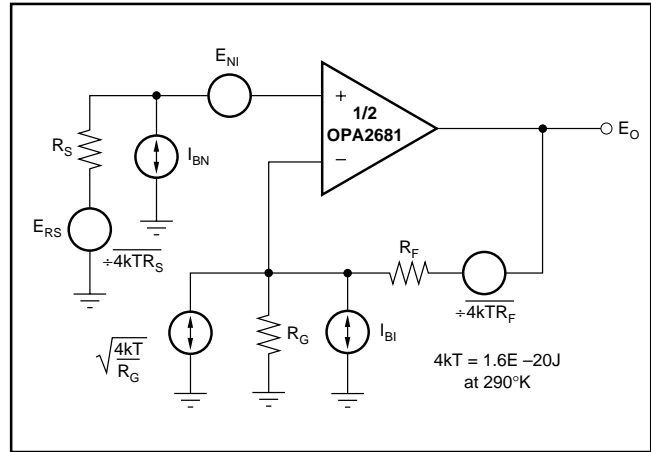 E_NI
+
1/2
OPA2681
–
E_O
R_S
I_BN
E_RS
÷4kTR_S
R_F
÷4kTR_F
√4kT/R_G
R_G
I_BI
4kT = 1.6E –20J
at 290°K